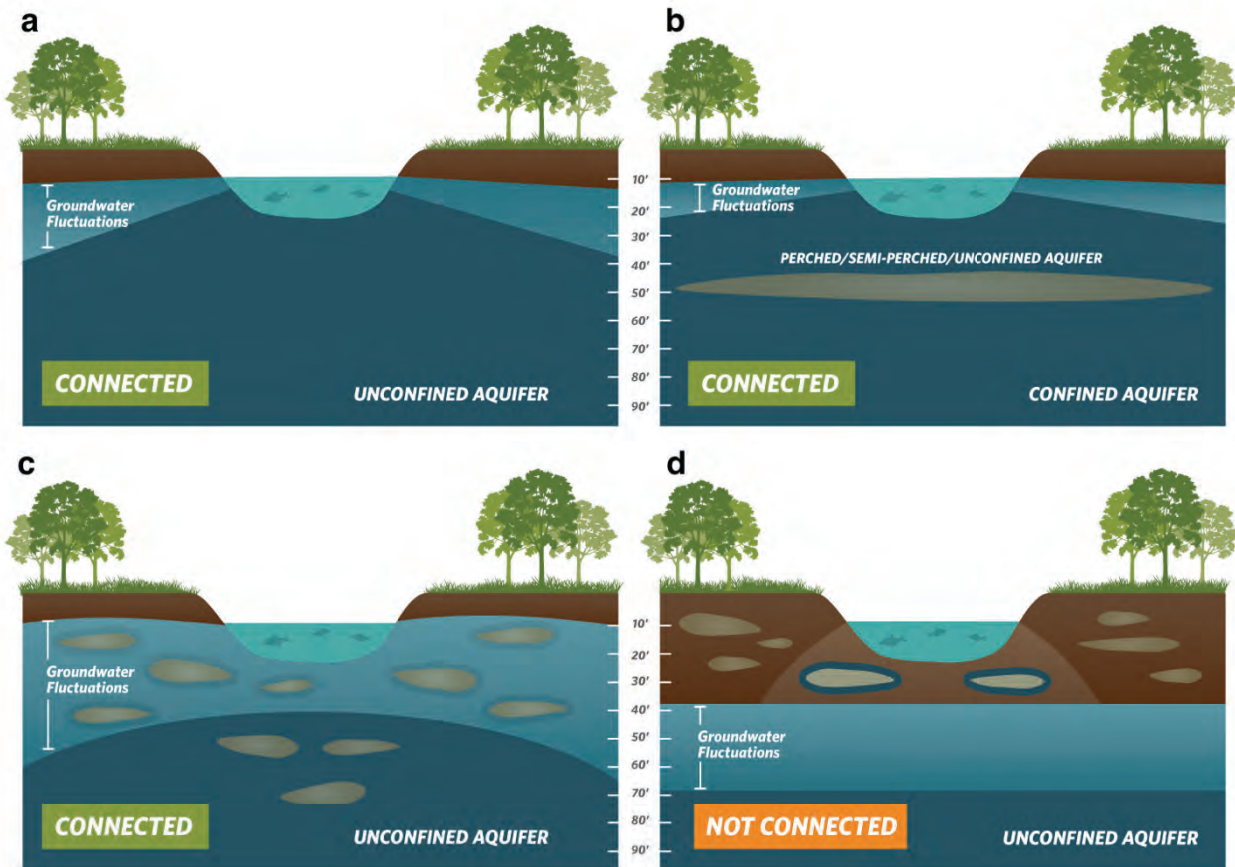 a
Groundwater
Fluctuations
CONNECTED
UNCONFINED AQUIFER
10'
20'
30'
40'
50'
60'
70'
80'
90'
b
Groundwater
Fluctuations
PERCHED/SEMI-PERCHED/UNCONFINED AQUIFER
CONNECTED
CONFINED AQUIFER
c
Groundwater
Fluctuations
CONNECTED
UNCONFINED AQUIFER
10'
20'
30'
40'
50'
60'
70'
80'
90'
d
Groundwater
Fluctuations
NOT CONNECTED
UNCONFINED AQUIFER